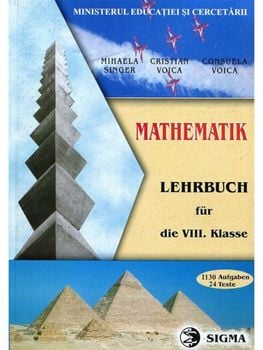 MINISTERUL EDUCAȚIEI ȘI CERCETĂRII
MIHAELA SINGER
CRISTIAN VOICA
CONSUELA VOICA
MATHEMATIK
LEHRBUCH
für
die VIII. Klasse
1130 Aufgaben
24 Teste
SIGMA